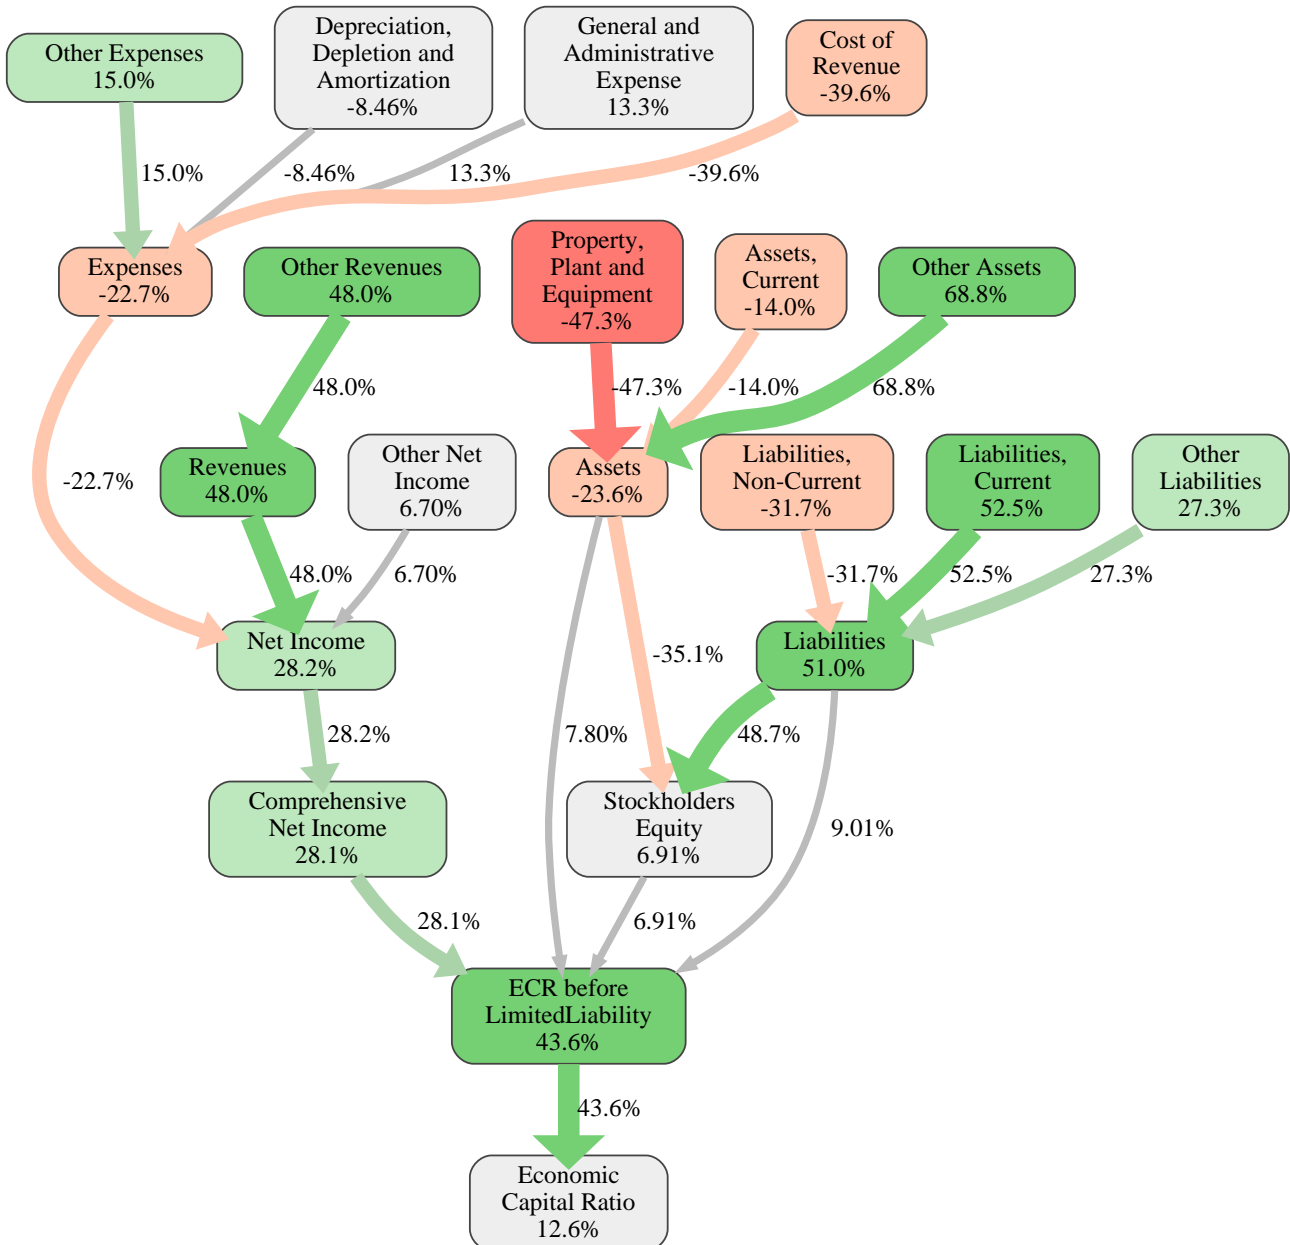 Other Expenses
15.0%
Depreciation,
Depletion and
Amortization
-8.46%
General and
Administrative
Expense
13.3%
Cost of
Revenue
-39.6%
15.0%
-8.46%
13.3%
-39.6%
Expenses
-22.7%
Other Revenues
48.0%
Property,
Plant and
Equipment
-47.3%
Assets,
Current
-14.0%
Other Assets
68.8%
48.0%
-47.3%
-14.0%
68.8%
-22.7%
Revenues
48.0%
Other Net
Income
6.70%
Assets
-23.6%
Liabilities,
Non-Current
-31.7%
Liabilities,
Current
52.5%
Other
Liabilities
27.3%
48.0%
6.70%
-31.7%
52.5%
27.3%
Net Income
28.2%
-35.1%
Liabilities
51.0%
28.2%
7.80%
48.7%
Comprehensive
Net Income
28.1%
Stockholders
Equity
6.91%
9.01%
28.1%
6.91%
ECR before
LimitedLiability
43.6%
43.6%
Economic
Capital Ratio
12.6%